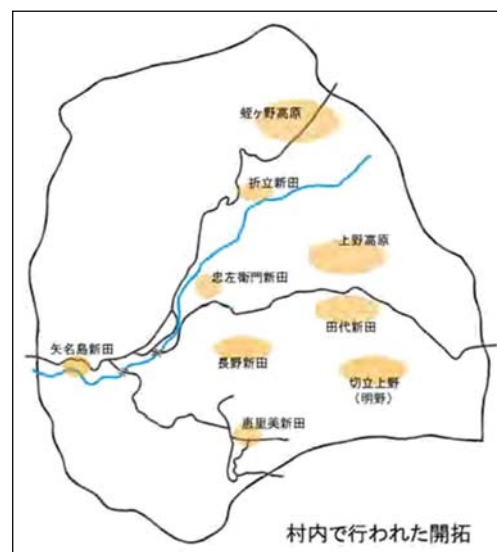 蛭ヶ野高原
折立新田
上野高原
忠左衛門新田
田代新田
矢名島新田
長野新田
切立上野
(明野)
恵里美新田
村内で行われた開拓